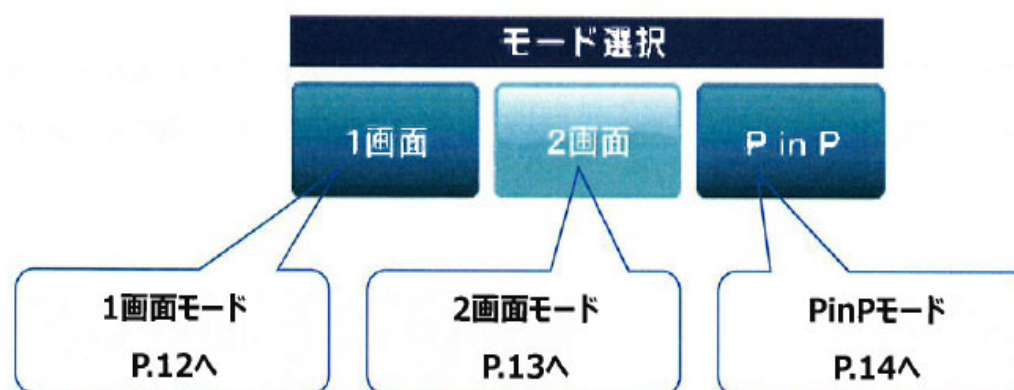 モード選択
1画面
2画面
P in P
1画面モード
P.12へ
2画面モード
P.13へ
PinPモード
P.14へ